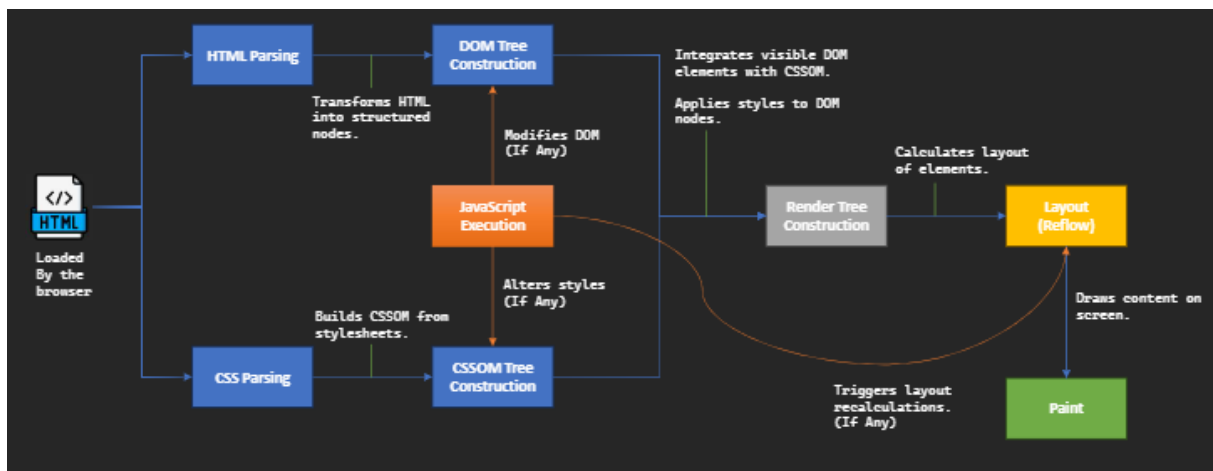 HTML Parsing
Transforms HTML
into structured
nodes.
DOM Tree
Construction
Integrates visible DOM
elements with CSSOM.
Applies styles to DOM
nodes.
Modifies DOM
(If Any)
</>
HTML
Loaded
By the
browser
JavaScript
Execution
Alters styles
(If Any)
Calculates layout
of elements.
Render Tree
Construction
Layout
(Reflow)
Draws content on
screen.
Builds CSSOM from
stylesheets.
CSS Parsing
CSSOM Tree
Construction
Triggers layout
recalculations.
(If Any)
Paint